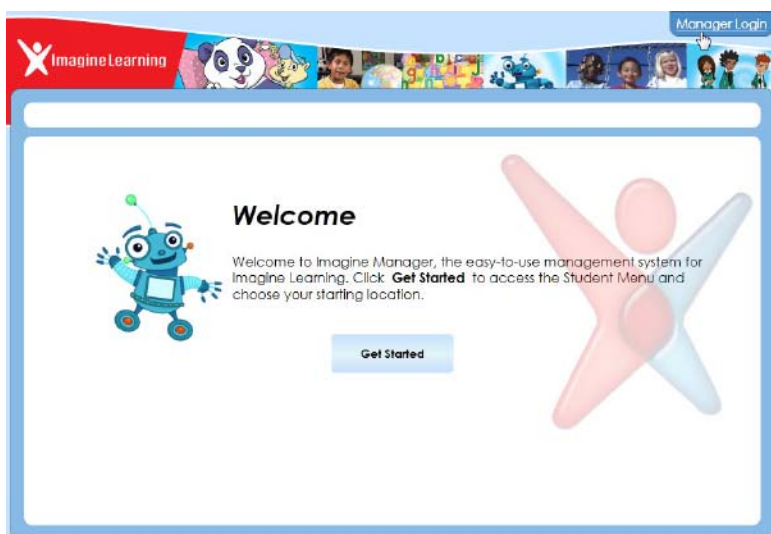 Manager Login
Imagine Learning
Welcome
Welcome to Imagine Manager, the easy-to-use management system for
Imagine Learning. Click Get Started to access the Student Menu and
choose your starting location.
Get Started